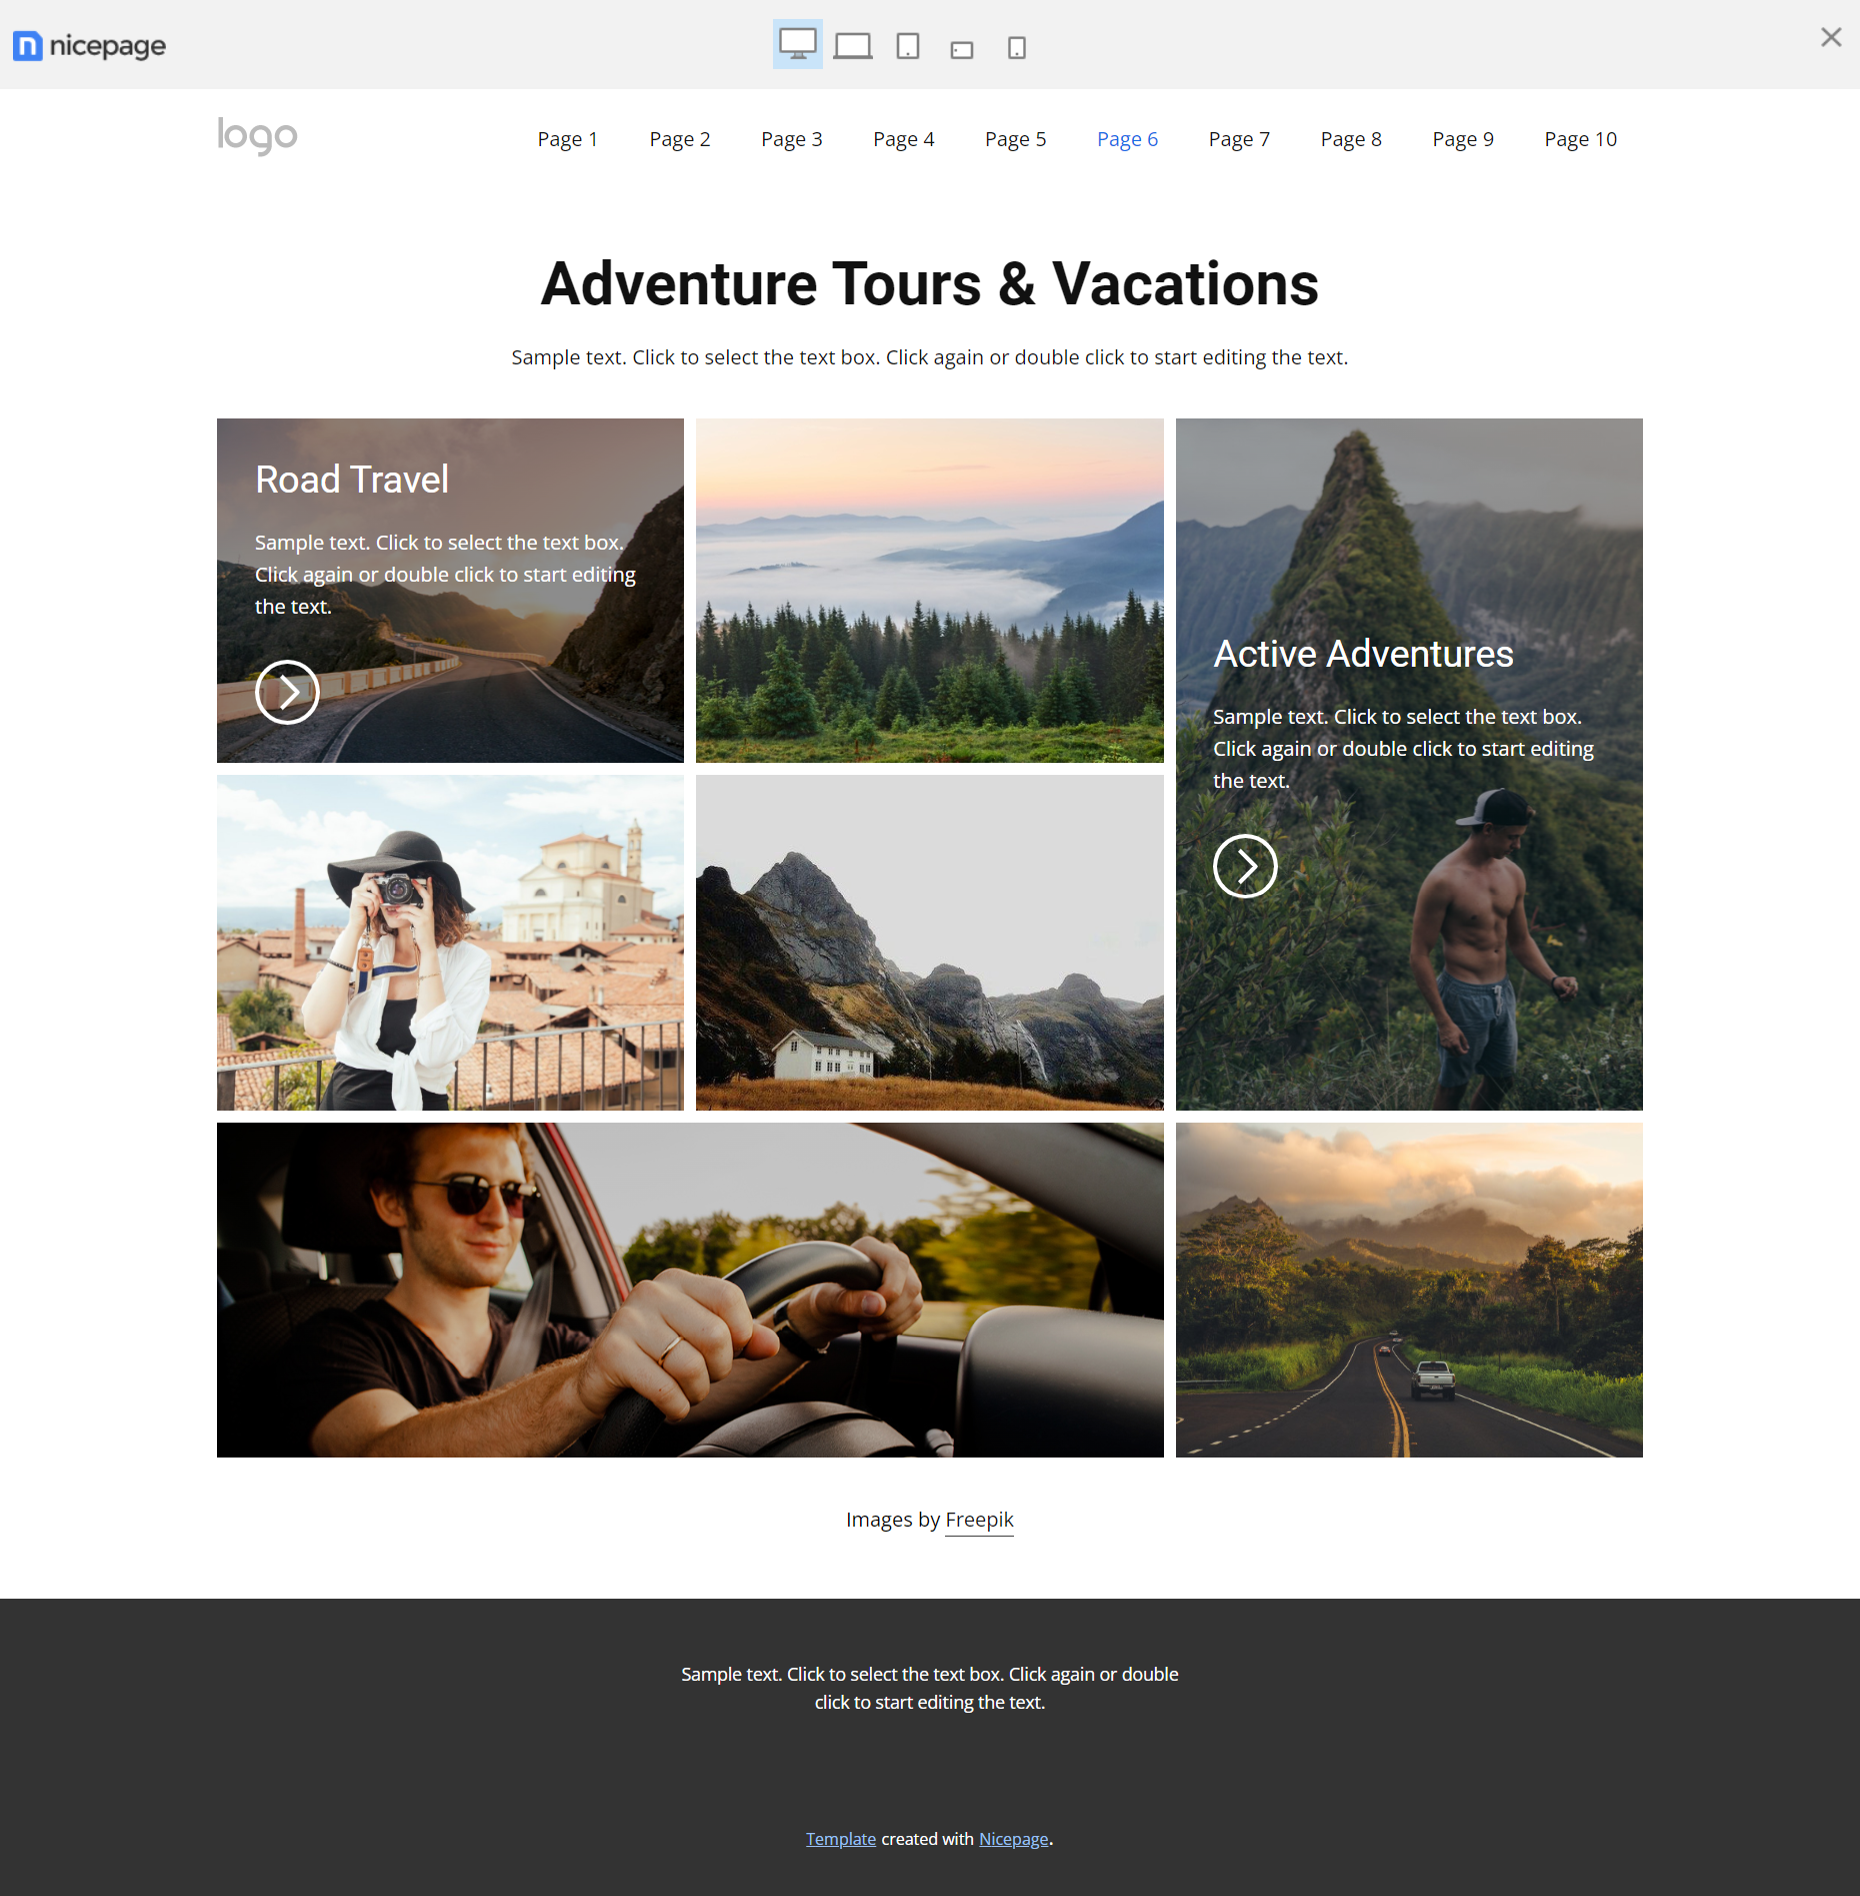 nicepage
logo
Page 1
Page 2
Page 3
Page 4
Page 5
Page 6
Page 7
Page 8
Page 9
Page 10
Adventure Tours & Vacations
Sample text. Click to select the text box. Click again or double click to start editing the text.
Road Travel
Sample text. Click to select the text box.
Click again or double click to start editing
the text.
Active Adventures
Sample text. Click to select the text box.
Click again or double click to start editing
the text.
Images by Freepik
Sample text. Click to select the text box. Click again or double
click to start editing the text.
Template created with Nicepage.